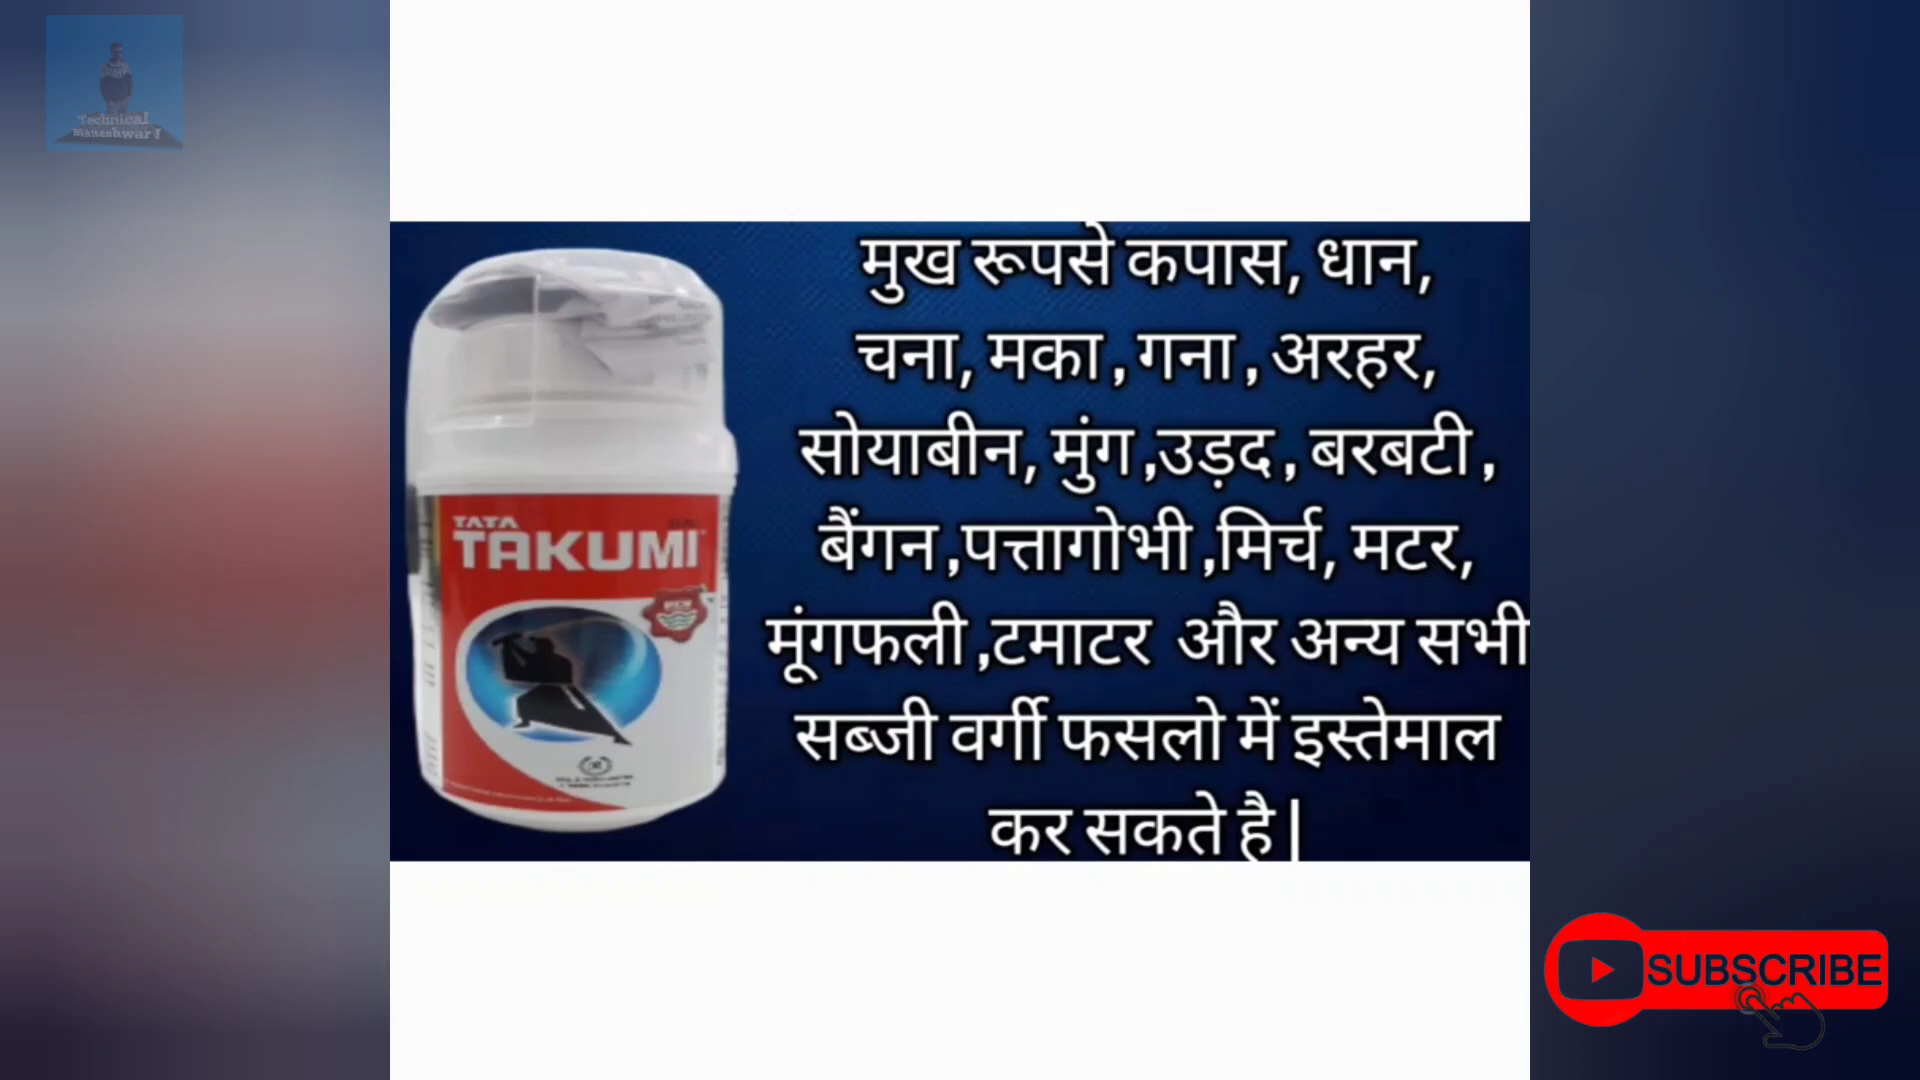 Technical
मुख रूपसे कपास, धान,
चना, मका , गना , अरहर,
सोयाबीन, मुंग ,उड़द , बरबटी ,
बैंगन ,पत्तागोभी ,मिर्च, मटर,
मूंगफली ,टमाटर और अन्य सभी
सब्जी वर्गी फसलो में इस्तेमाल
कर सकते है |
TATA
TAKUMI
SUBSCRIBE